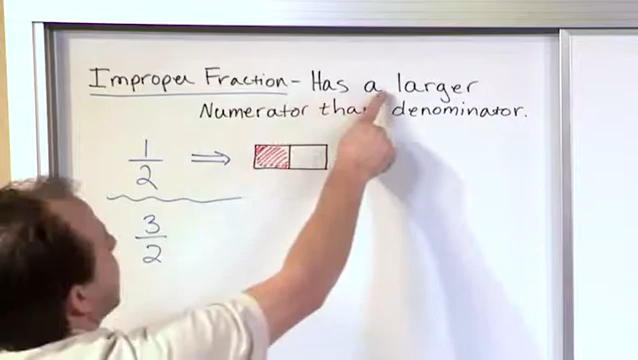 Improper Fraction - Has a larger
Numerator than denominator.
1/2 ⇒
3/2